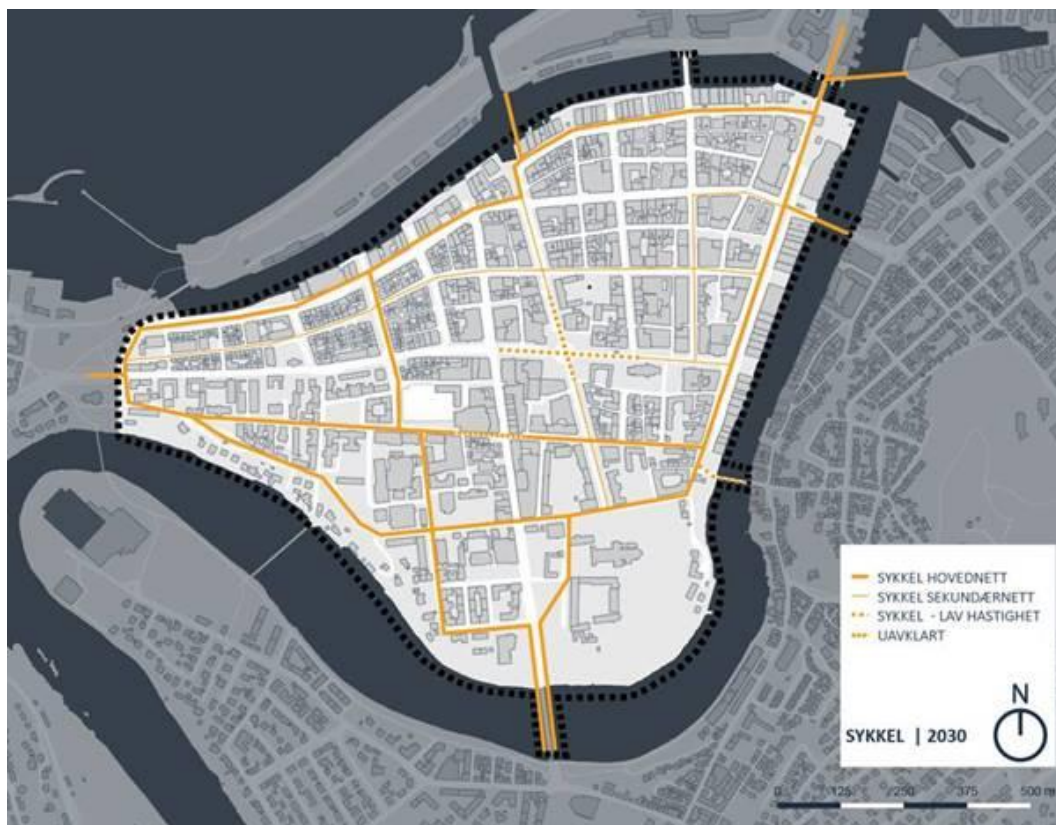 SYKKEL HOVEDNETT
SYKKEL SEKUNDÆRNETT
SYKKEL - LAV HASTIGHET
UAVKLART
N
SYKKEL | 2030
0 125 250 375 500 m